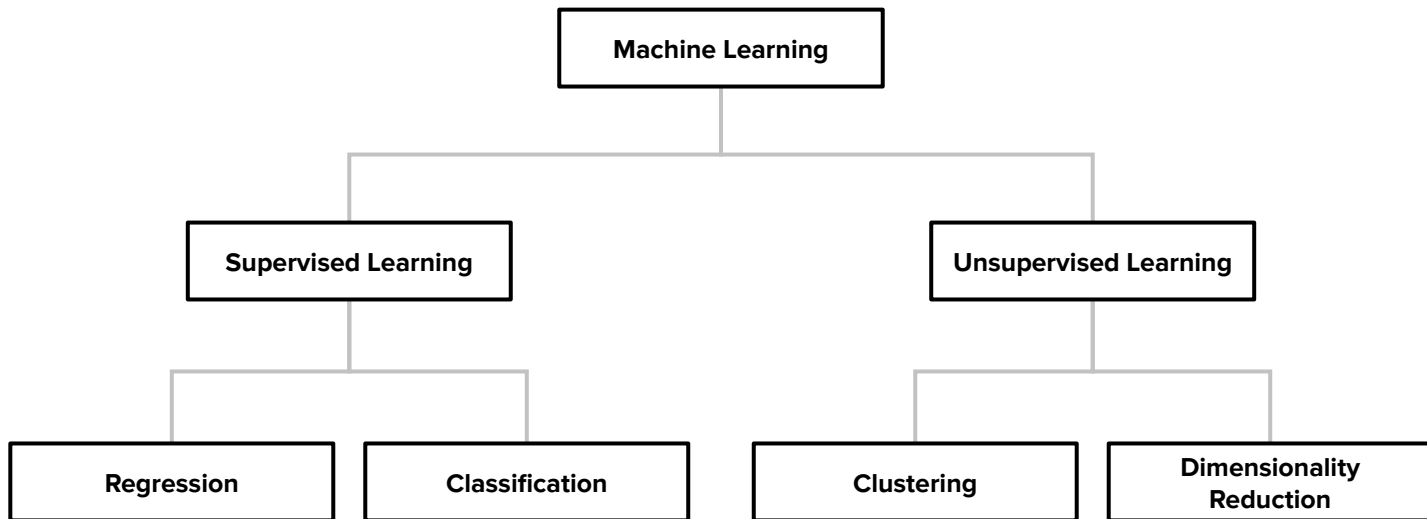 Machine Learning
Supervised Learning
Unsupervised Learning
Regression
Classification
Clustering
Dimensionality
Reduction